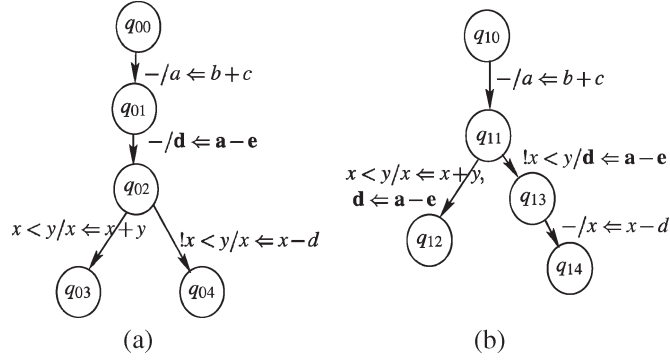 q00
−/a ⇐ b + c
q01
−/d ⇐ a − e
q02
x < y/x ⇐ x + y
!x < y/x ⇐ x − d
q03
q04
(a)
q10
−/a ⇐ b + c
q11
x < y/x ⇐ x + y,
d ⇐ a − e
!x < y/d ⇐ a − e
q13
q12
−/x ⇐ x − d
q14
(b)